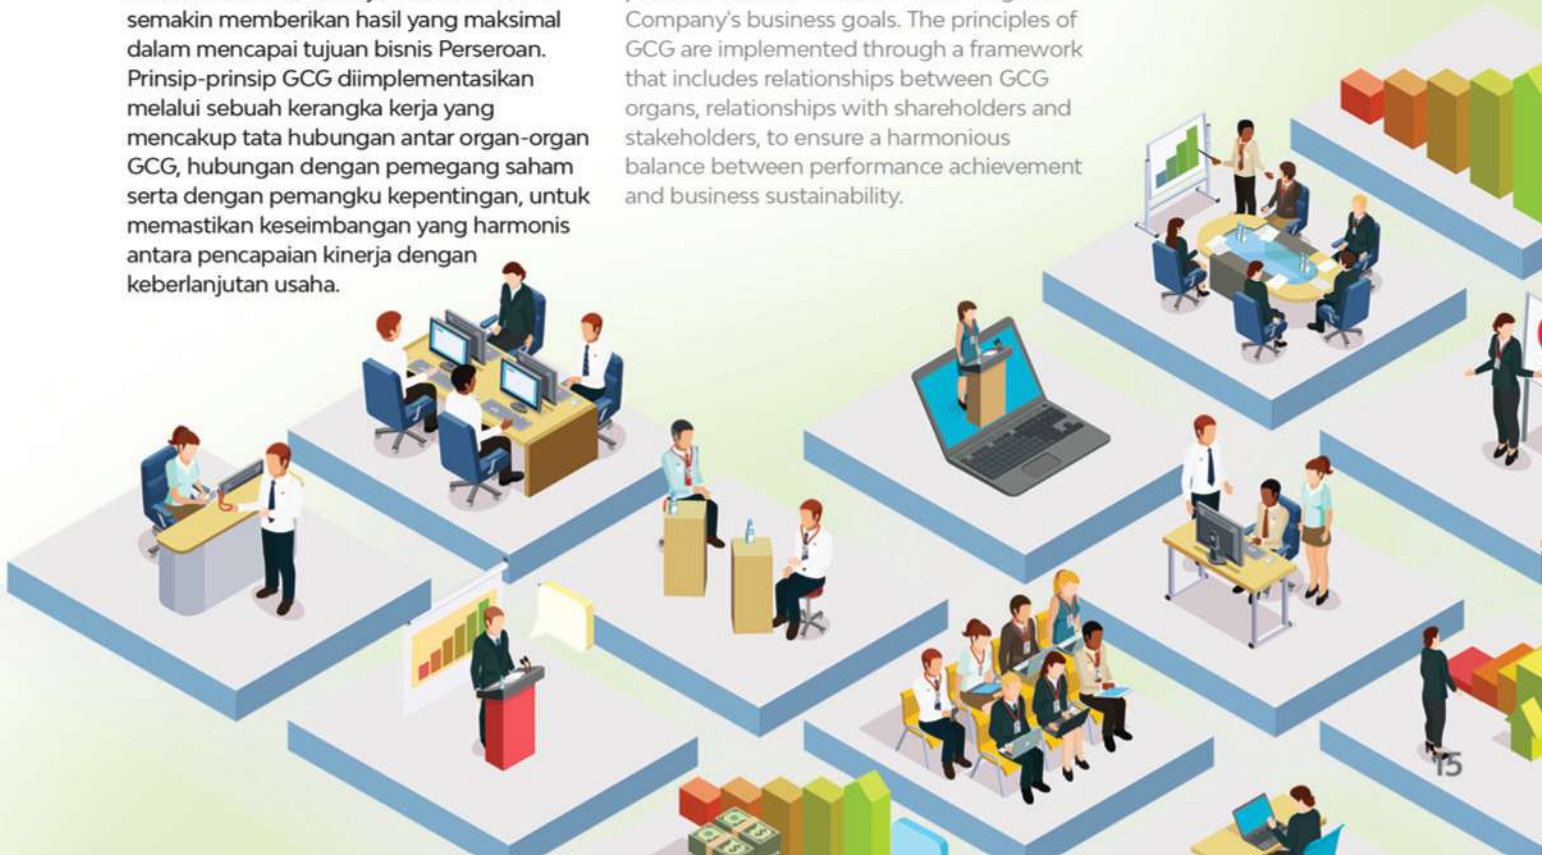 semakin memberikan hasil yang maksimal
dalam mencapai tujuan bisnis Perseroan.
Prinsip-prinsip GCG diimplementasikan
melalui sebuah kerangka kerja yang
mencakup tata hubungan antar organ-organ
GCG, hubungan dengan pemegang saham
serta dengan pemangku kepentingan, untuk
memastikan keseimbangan yang harmonis
antara pencapaian kinerja dengan
keberlanjutan usaha.
Company's business goals. The principles of
GCG are implemented through a framework
that includes relationships between GCG
organs, relationships with shareholders and
stakeholders, to ensure a harmonious
balance between performance achievement
and business sustainability.
15